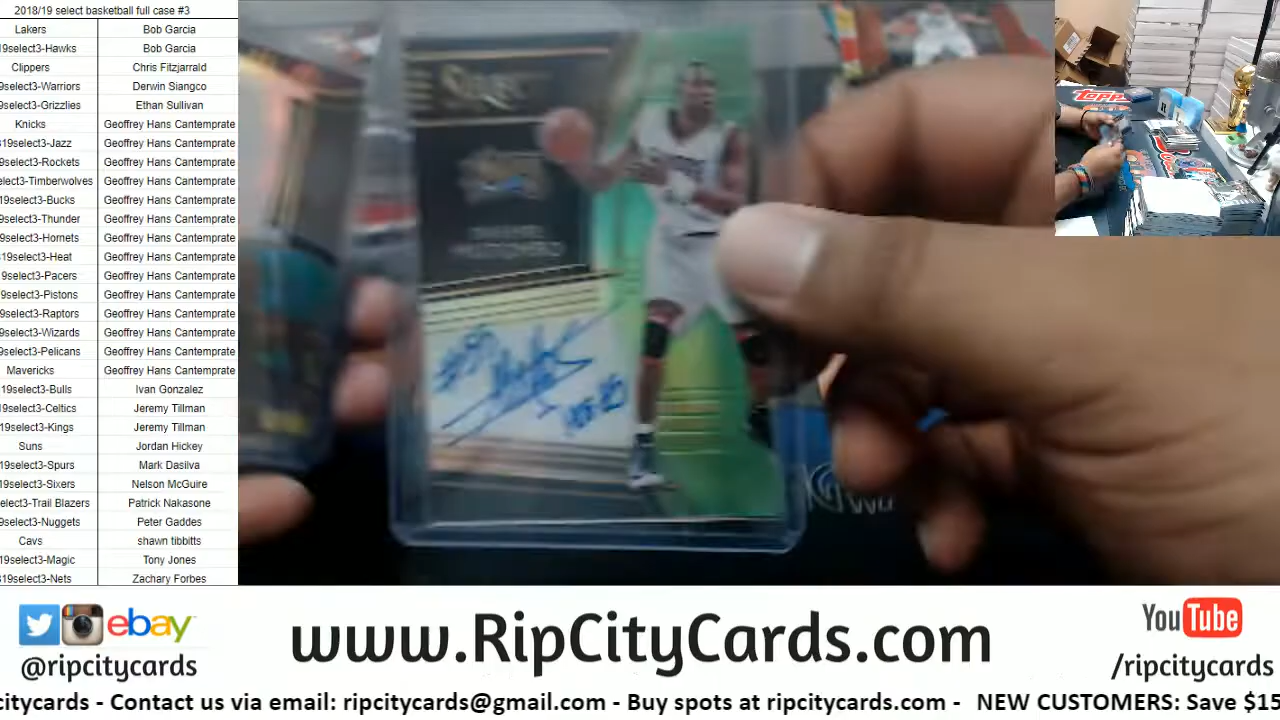 2018/19 select basketball full case #3
Lakers Bob Garcia
19select3-Hawks Bob Garcia
Clippers Chris Fitzjarrald
9select3-Warriors Derwin Siangco
9select3-Grizzlies Ethan Sullivan
Knicks Geoffrey Hans Cantemprate
19select3-Jazz Geoffrey Hans Cantemprate
19select3-Rockets Geoffrey Hans Cantemprate
elect3-Timberwolves Geoffrey Hans Cantemprate
19select3-Bucks Geoffrey Hans Cantemprate
9select3-Thunder Geoffrey Hans Cantemprate
9select3-Hornets Geoffrey Hans Cantemprate
19select3-Heat Geoffrey Hans Cantemprate
9select3-Pacers Geoffrey Hans Cantemprate
9select3-Pistons Geoffrey Hans Cantemprate
9select3-Raptors Geoffrey Hans Cantemprate
9select3-Wizards Geoffrey Hans Cantemprate
9select3-Pelicans Geoffrey Hans Cantemprate
Mavericks Geoffrey Hans Cantemprate
19select3-Bulls Ivan Gonzalez
19select3-Celtics Jeremy Tillman
19select3-Kings Jeremy Tillman
Suns Jordan Hickey
19select3-Spurs Mark Dasilva
19select3-Sixers Nelson McGuire
elect3-Trail Blazers Patrick Nakasone
9select3-Nuggets Peter Gaddes
Cavs shawn tibbitts
19select3-Magic Tony Jones
19select3-Nets Zachary Forbes
Select
MUTOMBO
#55
TOPPS
ebay
@ripcitycards
www.RipCityCards.com
YouTube
/ripcitycards
citycards - Contact us via email: ripcitycards@gmail.com - Buy spots at ripcitycards.com - NEW CUSTOMERS: Save $15